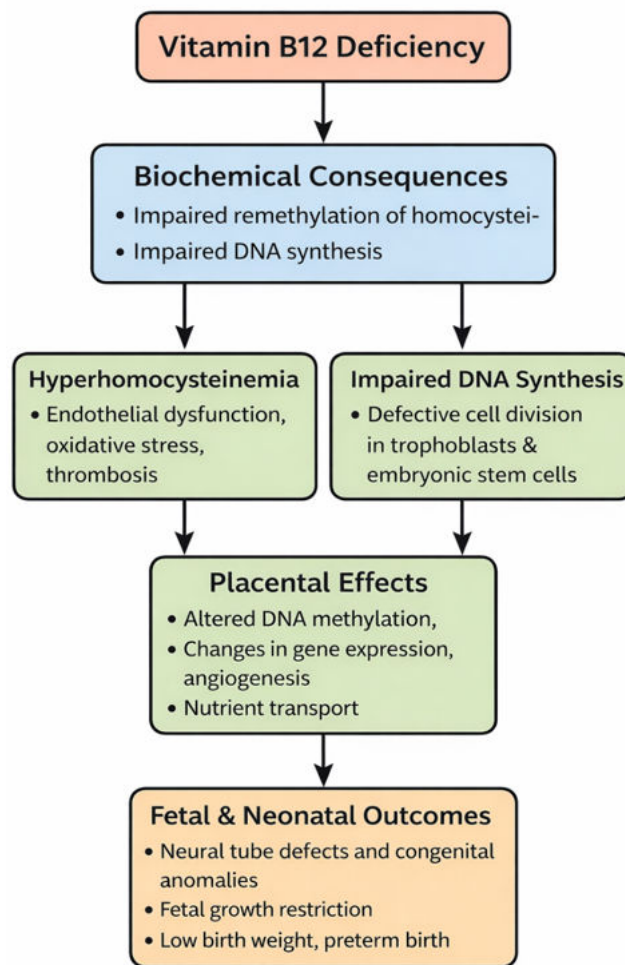 Vitamin B12 Deficiency
Biochemical Consequences
• Impaired remethylation of homocystei-
• Impaired DNA synthesis
Hyperhomocysteinemia
• Endothelial dysfunction,
oxidative stress,
thrombosis
Impaired DNA Synthesis
• Defective cell division
in trophoblasts &
embryonic stem cells
Placental Effects
• Altered DNA methylation,
• Changes in gene expression,
angiogenesis
• Nutrient transport
Fetal & Neonatal Outcomes
• Neural tube defects and congenital
anomalies
• Fetal growth restriction
• Low birth weight, preterm birth